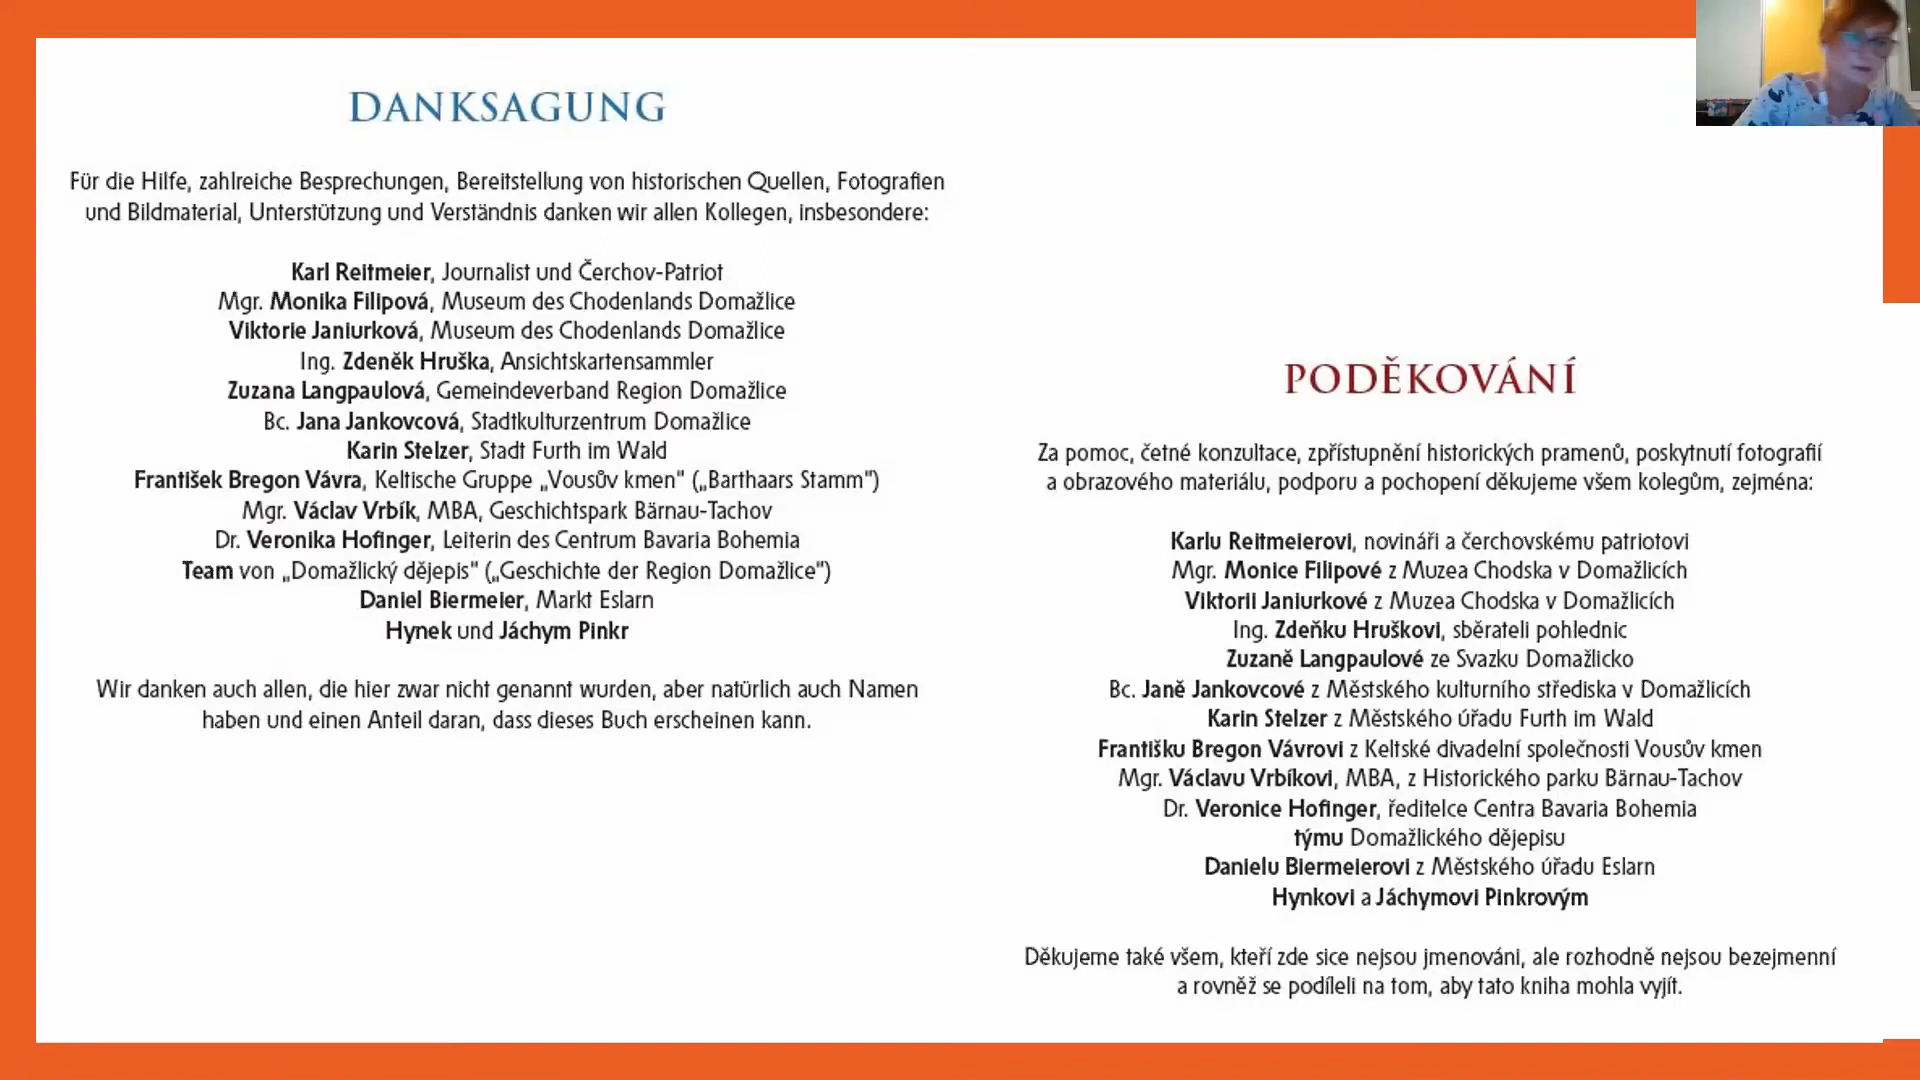 DANKSAGUNG
Für die Hilfe, zahlreiche Besprechungen, Bereitstellung von historischen Quellen, Fotografien
und Bildmaterial, Unterstützung und Verständnis danken wir allen Kollegen, insbesondere:
Karl Reitmeier, Journalist und Čerchov-Patriot
Mgr. Monika Filipová, Museum des Chodenlands Domažlice
Viktorie Janiurková, Museum des Chodenlands Domažlice
Ing. Zdeněk Hruška, Ansichtskartensammler
Zuzana Langpaulová, Gemeindeverband Region Domažlice
Bc. Jana Jankovcová, Stadtkulturzentrum Domažlice
Karin Stelzer, Stadt Furth im Wald
František Bregon Vávra, Keltische Gruppe „Vousův kmen“ („Barthaars Stamm“)
Mgr. Václav Vrbík, MBA, Geschichtspark Bärnau-Tachov
Dr. Veronika Hofinger, Leiterin des Centrum Bavaria Bohemia
Team von „Domažlický dějepis“ („Geschichte der Region Domažlice“)
Daniel Biermeier, Markt Eslarn
Hynek und Jáchym Pinkr
Wir danken auch allen, die hier zwar nicht genannt wurden, aber natürlich auch Namen
haben und einen Anteil daran, dass dieses Buch erscheinen kann.
PODĚKOVÁNÍ
Za pomoc, četné konzultace, zpřístupnění historických pramenů, poskytnutí fotografií
a obrazového materiálu, podporu a pochopení děkujeme všem kolegům, zejména:
Karlu Reitmeierovi, novináři a čerchovskému patriotovi
Mgr. Monice Filipové z Muzea Chodska v Domažlicích
Viktorii Janiurkové z Muzea Chodska v Domažlicích
Ing. Zdeňku Hruškovi, sběrateli pohlednic
Zuzaně Langpaulové ze Svazku Domažlicko
Bc. Janě Jankovcové z Městského kulturního střediska v Domažlicích
Karin Stelzer z Městského úřadu Furth im Wald
Františku Bregon Vávrovi z Keltské divadelní společnosti Vousův kmen
Mgr. Václavu Vrbíkovi, MBA, z Historického parku Bärnau-Tachov
Dr. Veronice Hofinger, ředitelce Centra Bavaria Bohemia
týmu Domažlického dějepisu
Danielu Biermeierovi z Městského úřadu Eslarn
Hynkovi a Jáchymovi Pinkrovým
Děkujeme také všem, kteří zde sice nejsou jmenováni, ale rozhodně nejsou bezejmenní
a rovněž se podíleli na tom, aby tato kniha mohla vyjít.